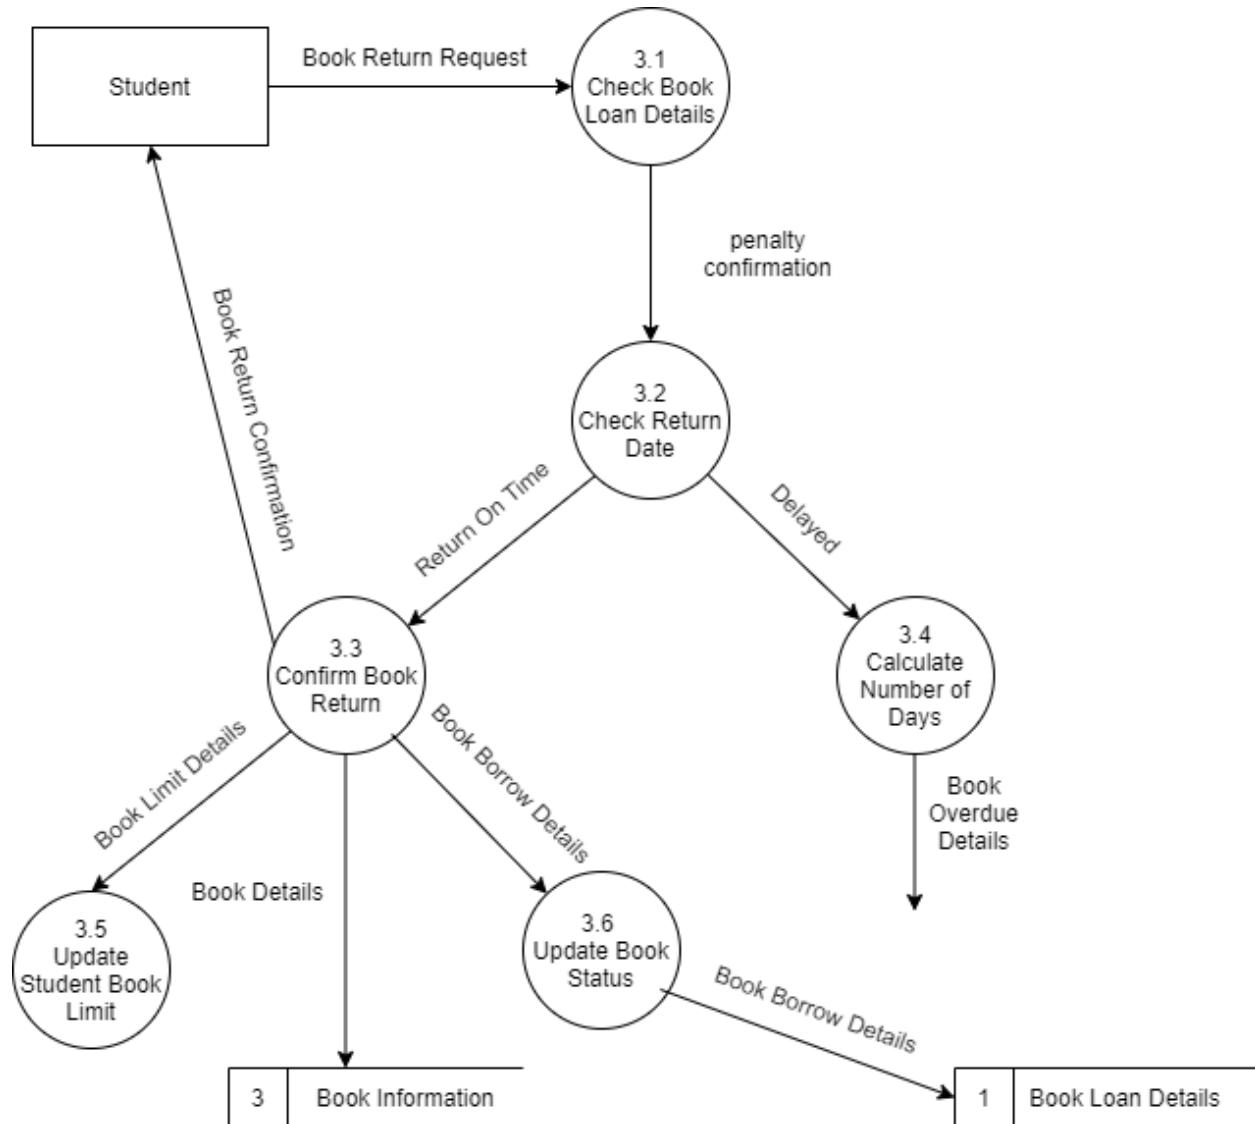 Student
Book Return Request
3.1
Check Book
Loan Details
penalty
confirmation
Book Return Confirmation
3.2
Check Return
Date
Return On Time
Delayed
3.3
Confirm Book
Return
3.4
Calculate
Number of
Days
Book Limit Details
Book Details
Book Borrow Details
Book
Overdue
Details
3.5
Update
Student Book
Limit
3.6
Update Book
Status
Book Borrow Details
3 Book Information
1 Book Loan Details